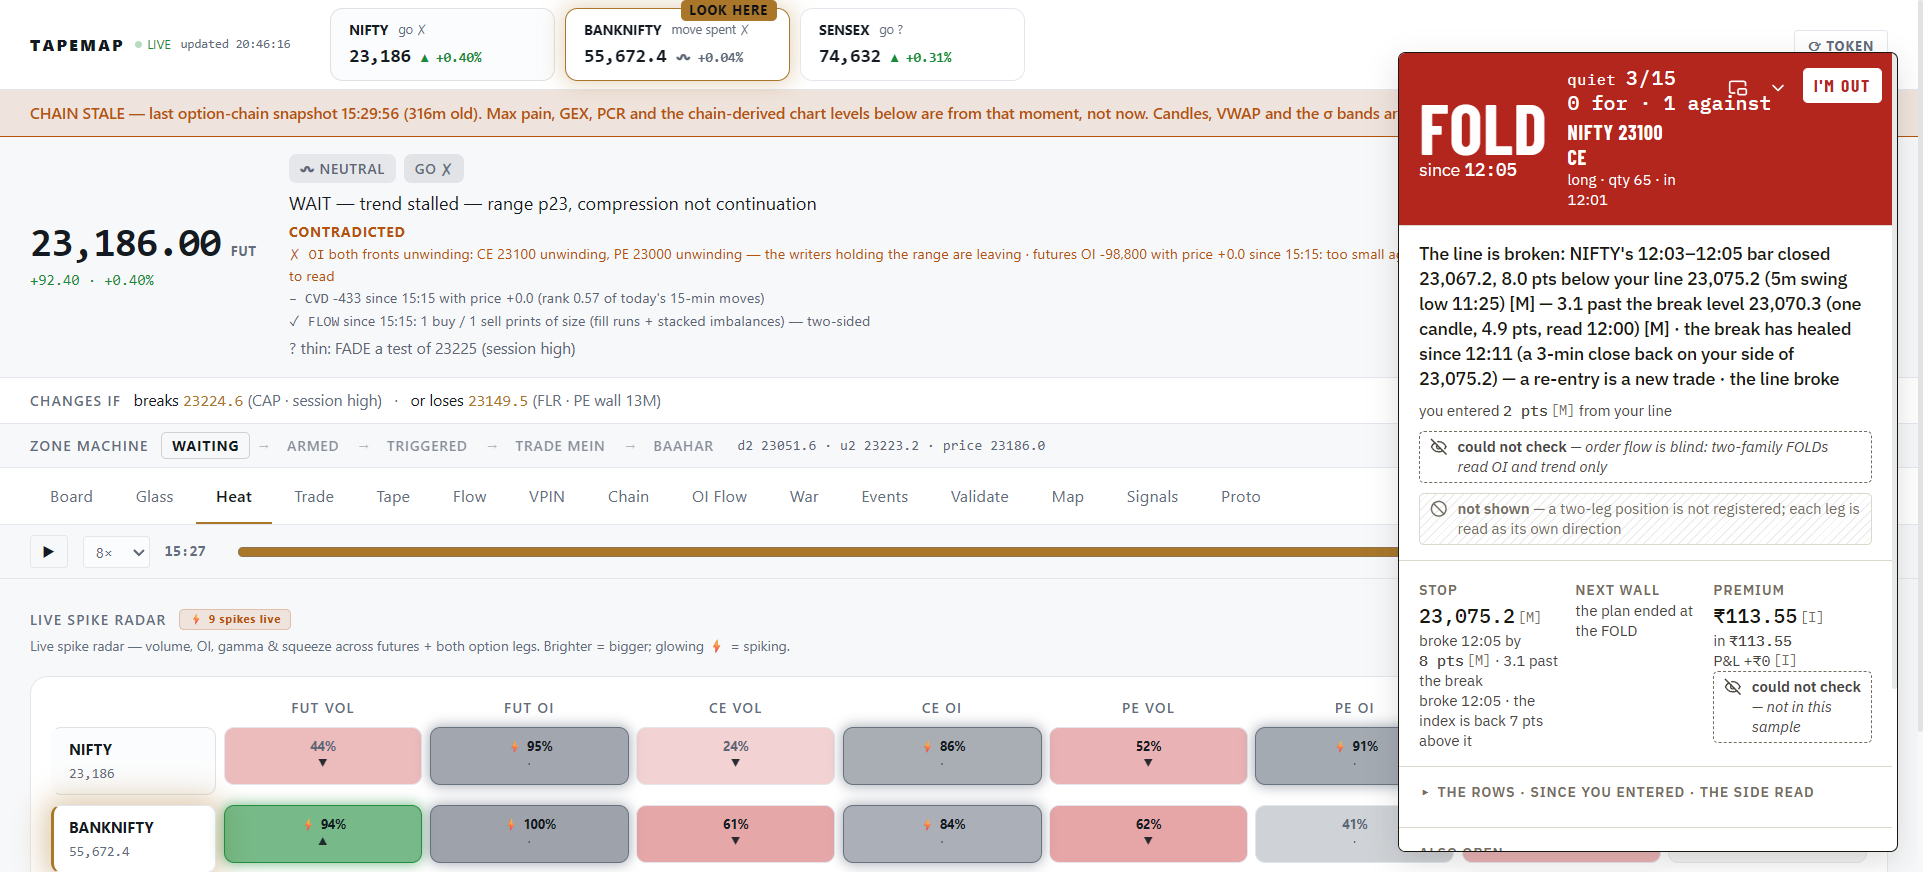 TAPEMAP
LIVE updated 20:46:16
NIFTY go ✗
23,186 ▲ +0.40%
LOOK HERE
BANKNIFTY move spent ✗
55,672.4 +0.04%
SENSEX go ?
74,632 ▲ +0.31%
⟳ TOKEN
CHAIN STALE — last option-chain snapshot 15:29:56 (316m old). Max pain, GEX, PCR and the chain-derived chart levels below are from that moment, not now. Candles, VWAP and the σ bands ar
23,186.00 FUT
+92.40 · +0.40%
NEUTRAL
GO ✗
WAIT — trend stalled — range p23, compression not continuation
CONTRADICTED
✗ OI both fronts unwinding: CE 23100 unwinding, PE 23000 unwinding — the writers holding the range are leaving · futures OI -98,800 with price +0.0 since 15:15: too small ag
to read
– CVD -433 since 15:15 with price +0.0 (rank 0.57 of today's 15-min moves)
✓ FLOW since 15:15: 1 buy / 1 sell prints of size (fill runs + stacked imbalances) — two-sided
? thin: FADE a test of 23225 (session high)
CHANGES IF breaks 23224.6 (CAP · session high) · or loses 23149.5 (FLR · PE wall 13M)
ZONE MACHINE WAITING → ARMED → TRIGGERED → TRADE MEIN → BAAHAR d2 23051.6 · u2 23223.2 · price 23186.0
Board Glass Heat Trade Tape Flow VPIN Chain OI Flow War Events Validate Map Signals Proto
▶ 8× 15:27
LIVE SPIKE RADAR 9 spikes live
Live spike radar — volume, OI, gamma & squeeze across futures + both option legs. Brighter = bigger; glowing ⚡ = spiking.
FUT VOL FUT OI CE VOL CE OI PE VOL PE OI
NIFTY
23,186
44% ▼
⚡ 95% ·
24% ▼
⚡ 86% ·
52% ▼
⚡ 91% ·
BANKNIFTY
55,672.4
⚡ 94% ▲
⚡ 100% ·
61% ▼
⚡ 84% ·
62% ▼
41% ·
FOLD
since 12:05
quiet 3/15
0 for · 1 against
NIFTY 23100
CE
long · qty 65 · in
12:01
I'M OUT
The line is broken: NIFTY's 12:03–12:05 bar closed
23,067.2, 8.0 pts below your line 23,075.2 (5m swing
low 11:25) [M] — 3.1 past the break level 23,070.3 (one
candle, 4.9 pts, read 12:00) [M] · the break has healed
since 12:11 (a 3-min close back on your side of
23,075.2) — a re-entry is a new trade · the line broke
you entered 2 pts [M] from your line
could not check — order flow is blind: two-family FOLDs
read OI and trend only
not shown — a two-leg position is not registered; each leg is
read as its own direction
STOP
23,075.2 [M]
broke 12:05 by
8 pts [M] · 3.1 past
the break
broke 12:05 · the
index is back 7 pts
above it
NEXT WALL
the plan ended at
the FOLD
PREMIUM
₹113.55 [I]
in ₹113.55
P&L +₹0 [I]
could not check
— not in this
sample
▸ THE ROWS · SINCE YOU ENTERED · THE SIDE READ
ALSO OPEN